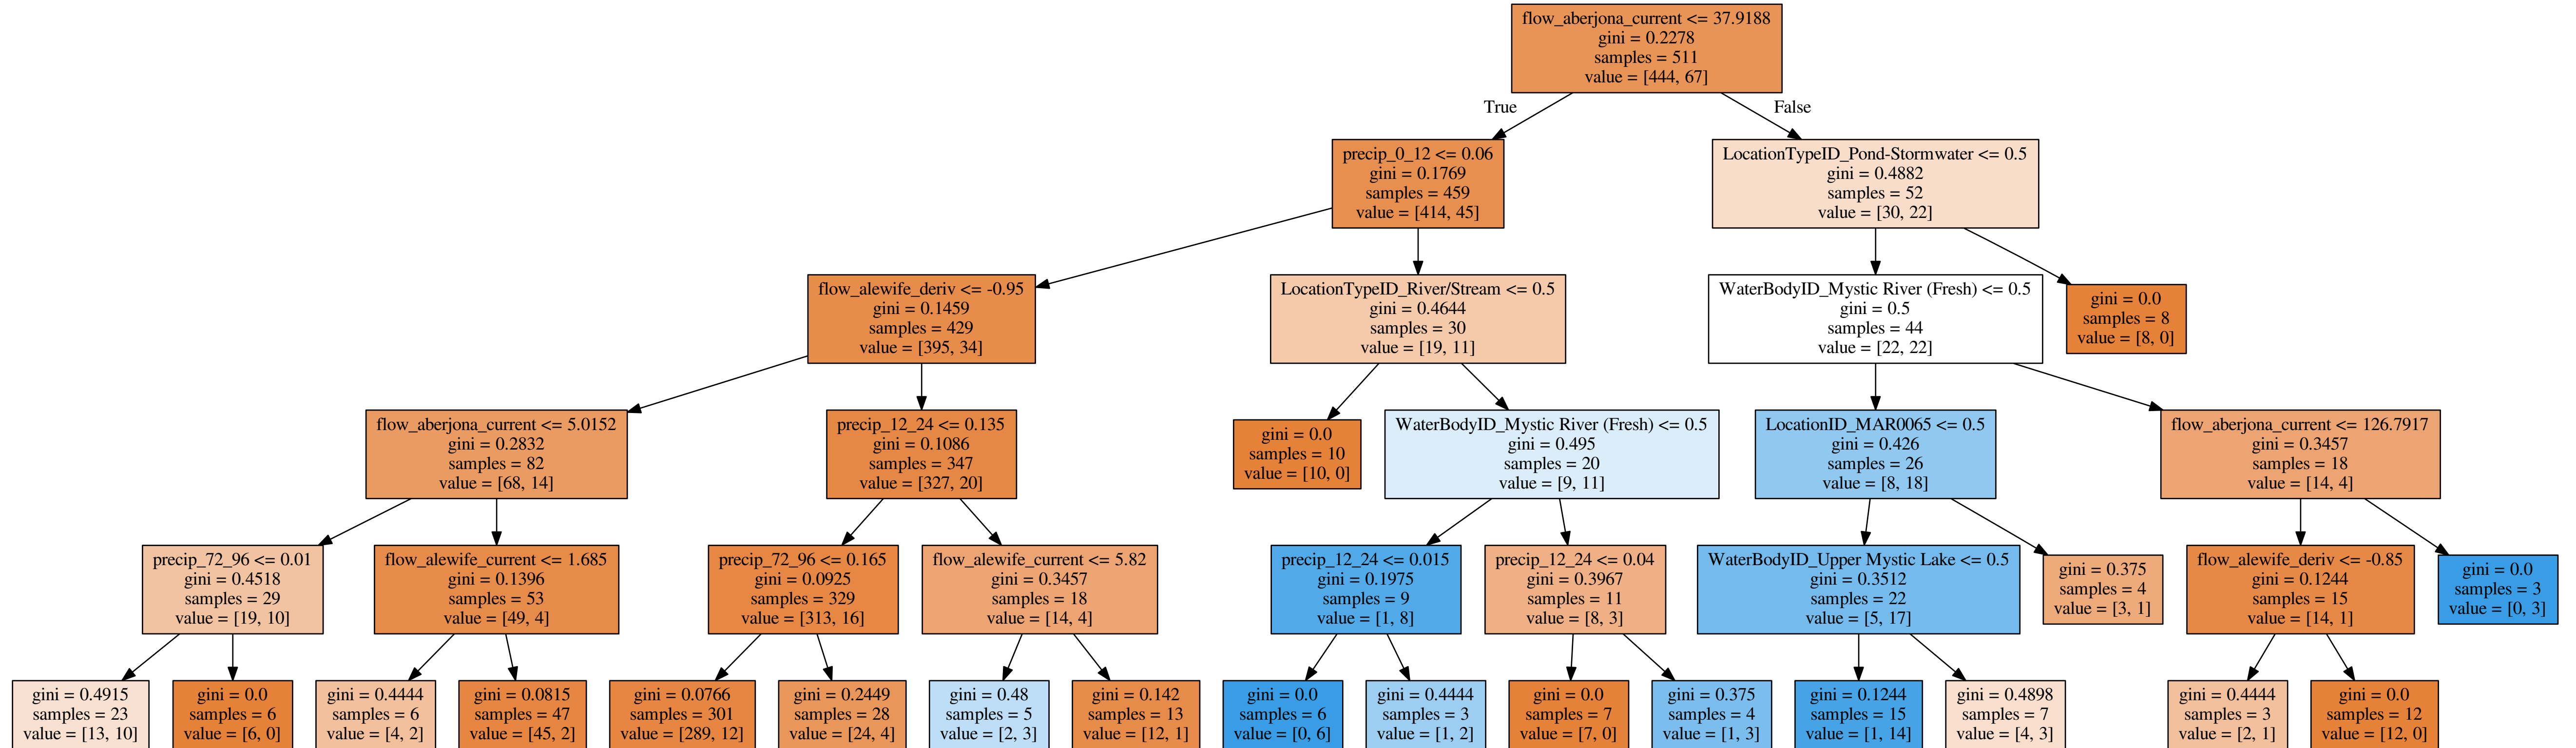 flow_aberjona_current <= 37.9188
gini = 0.2278
samples = 511
value = [444, 67]
True
False
precip_0_12 <= 0.06
gini = 0.1769
samples = 459
value = [414, 45]
LocationTypeID_Pond-Stormwater <= 0.5
gini = 0.4882
samples = 52
value = [30, 22]
flow_alewife_deriv <= -0.95
gini = 0.1459
samples = 429
value = [395, 34]
LocationTypeID_River/Stream <= 0.5
gini = 0.4644
samples = 30
value = [19, 11]
WaterBodyID_Mystic River (Fresh) <= 0.5
gini = 0.5
samples = 44
value = [22, 22]
gini = 0.0
samples = 8
value = [8, 0]
flow_aberjona_current <= 5.0152
gini = 0.2832
samples = 82
value = [68, 14]
precip_12_24 <= 0.135
gini = 0.1086
samples = 347
value = [327, 20]
gini = 0.0
samples = 10
value = [10, 0]
WaterBodyID_Mystic River (Fresh) <= 0.5
gini = 0.495
samples = 20
value = [9, 11]
LocationID_MAR0065 <= 0.5
gini = 0.426
samples = 26
value = [8, 18]
flow_aberjona_current <= 126.7917
gini = 0.3457
samples = 18
value = [14, 4]
precip_72_96 <= 0.01
gini = 0.4518
samples = 29
value = [19, 10]
flow_alewife_current <= 1.685
gini = 0.1396
samples = 53
value = [49, 4]
precip_72_96 <= 0.165
gini = 0.0925
samples = 329
value = [313, 16]
flow_alewife_current <= 5.82
gini = 0.3457
samples = 18
value = [14, 4]
precip_12_24 <= 0.015
gini = 0.1975
samples = 9
value = [1, 8]
precip_12_24 <= 0.04
gini = 0.3967
samples = 11
value = [8, 3]
WaterBodyID_Upper Mystic Lake <= 0.5
gini = 0.3512
samples = 22
value = [5, 17]
gini = 0.375
samples = 4
value = [3, 1]
flow_alewife_deriv <= -0.85
gini = 0.1244
samples = 15
value = [14, 1]
gini = 0.0
samples = 3
value = [0, 3]
gini = 0.4915
samples = 23
value = [13, 10]
gini = 0.0
samples = 6
value = [6, 0]
gini = 0.4444
samples = 6
value = [4, 2]
gini = 0.0815
samples = 47
value = [45, 2]
gini = 0.0766
samples = 301
value = [289, 12]
gini = 0.2449
samples = 28
value = [24, 4]
gini = 0.48
samples = 5
value = [2, 3]
gini = 0.142
samples = 13
value = [12, 1]
gini = 0.0
samples = 6
value = [0, 6]
gini = 0.4444
samples = 3
value = [1, 2]
gini = 0.0
samples = 7
value = [7, 0]
gini = 0.375
samples = 4
value = [1, 3]
gini = 0.1244
samples = 15
value = [1, 14]
gini = 0.4898
samples = 7
value = [4, 3]
gini = 0.4444
samples = 3
value = [2, 1]
gini = 0.0
samples = 12
value = [12, 0]